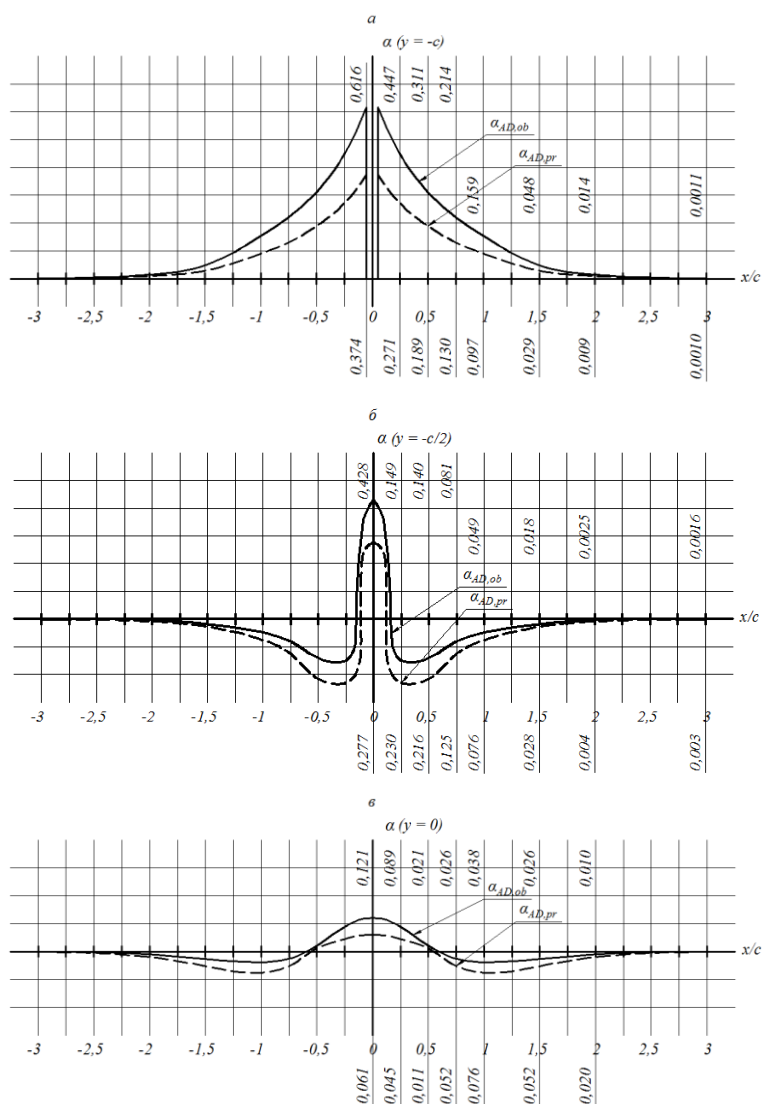 а
α (y = -c)
0,616 0,447 0,311 0,214
α_AD,ob
α_AD,pr
0,159 0,048 0,014 0,0011
x/c
-3 -2,5 -2 -1,5 -1 -0,5 0 0,5 1 1,5 2 2,5 3
0,374 0,271 0,189 0,130 0,097 0,029 0,009 0,0010
б
α (y = -c/2)
0,428 0,149 0,140 0,081
0,049 0,018 0,0025 0,0016
α_AD,ob
α_AD,pr
x/c
-3 -2,5 -2 -1,5 -1 -0,5 0 0,5 1 1,5 2 2,5 3
0,277 0,230 0,216 0,125 0,076 0,028 0,004 0,003
в
α (y = 0)
0,121 0,089 0,021 0,026 0,038 0,026 0,010
α_AD,ob
α_AD,pr
x/c
-3 -2,5 -2 -1,5 -1 -0,5 0 0,5 1 1,5 2 2,5 3
0,061 0,045 0,011 0,052 0,076 0,052 0,020